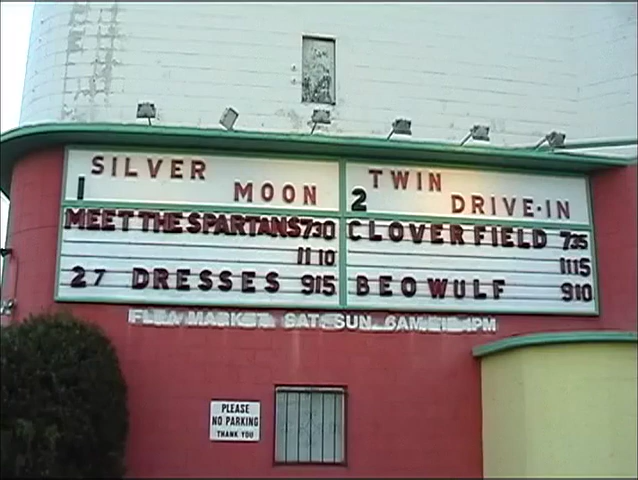 1 SILVER MOON
MEET THE SPARTANS 730
1110
27 DRESSES 915
2 TWIN DRIVE-IN
CLOVERFIELD 735
1115
BEOWULF 910
FLEA MARKET SAT & SUN 6AM
PLEASE
NO PARKING
THANK YOU